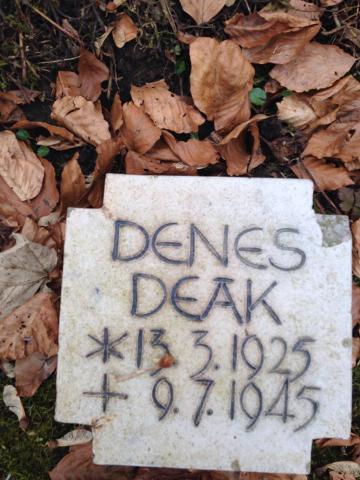 DENES
DEAK
* 13. 3. 1925
+ 9. 7. 1945